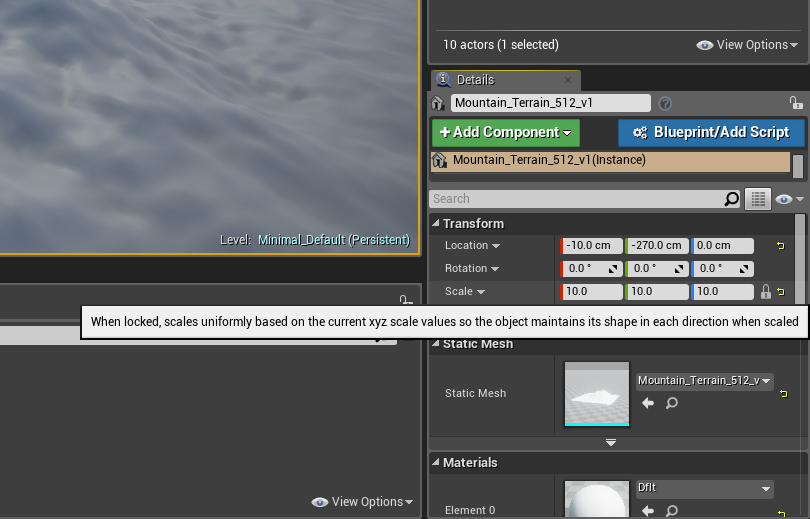 10 actors (1 selected)
View Options
Details
Mountain_Terrain_512_v1
+Add Component
Blueprint/Add Script
Mountain_Terrain_512_v1(Instance)
Search
Transform
Location
-10.0 cm
-270.0 cm
0.0 cm
Rotation
0.0 °
0.0 °
0.0 °
Scale
10.0
10.0
10.0
Level: Minimal_Default (Persistent)
When locked, scales uniformly based on the current xyz scale values so the object maintains its shape in each direction when scaled
Static Mesh
Static Mesh
Mountain_Terrain_512_v
Materials
Element 0
Dflt
View Options